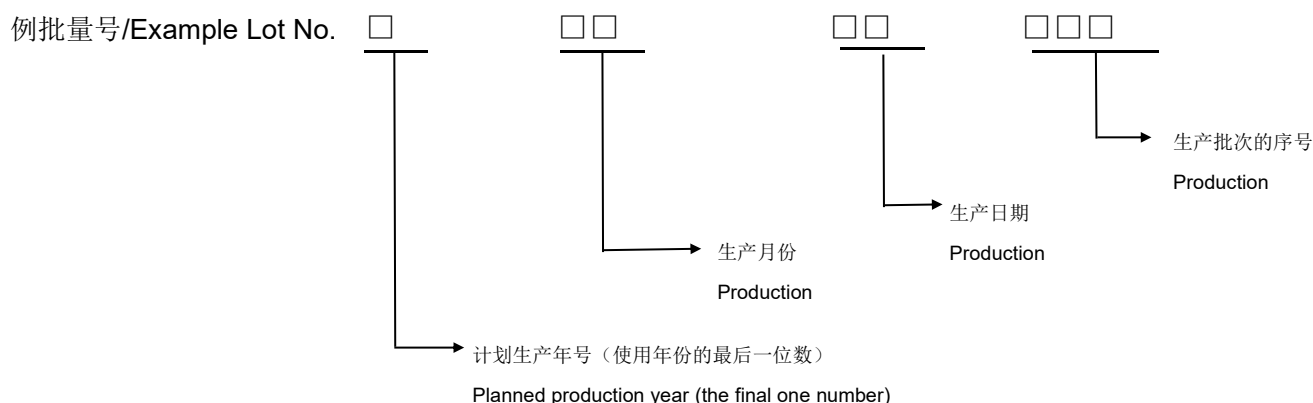 例批量号/Example Lot No. □ □□ □□ □□□
生产批次的序号
Production
生产日期
Production
生产月份
Production
计划生产年号（使用年份的最后一位数）
Planned production year (the final one number)